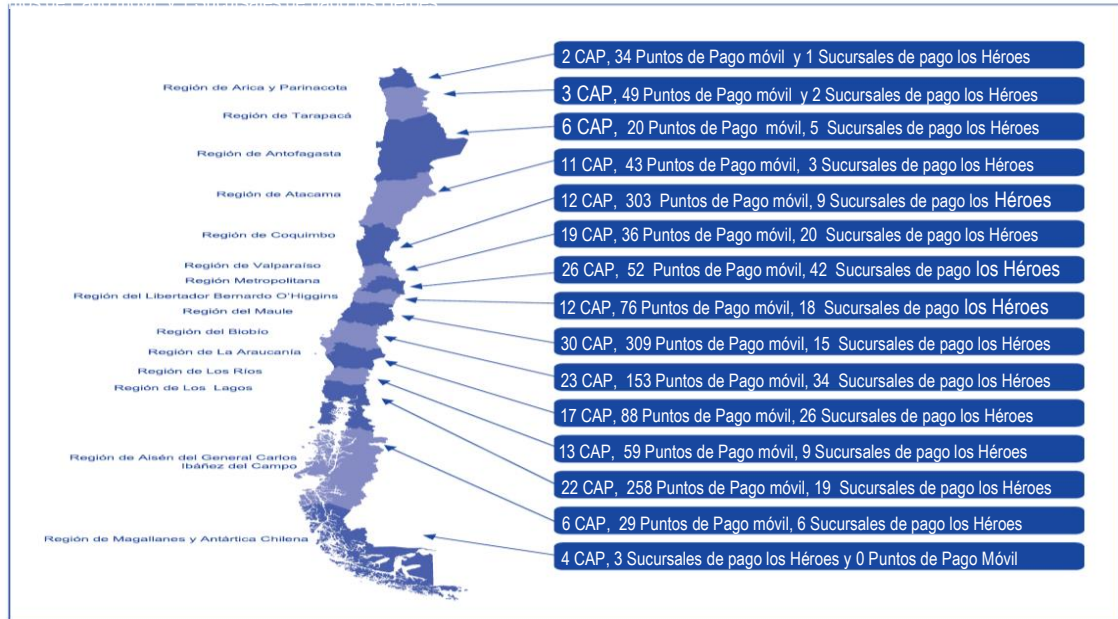 2 CAP, 34 Puntos de Pago móvil y 1 Sucursales de pago los Héroes
Región de Arica y Parinacota
3 CAP, 49 Puntos de Pago móvil y 2 Sucursales de pago los Héroes
Región de Tarapacá
6 CAP, 20 Puntos de Pago móvil, 5 Sucursales de pago los Héroes
Región de Antofagasta
11 CAP, 43 Puntos de Pago móvil, 3 Sucursales de pago los Héroes
Región de Atacama
12 CAP, 303 Puntos de Pago móvil, 9 Sucursales de pago los Héroes
Región de Coquimbo
19 CAP, 36 Puntos de Pago móvil, 20 Sucursales de pago los Héroes
Región de Valparaíso
26 CAP, 52 Puntos de Pago móvil, 42 Sucursales de pago los Héroes
Región Metropolitana
Región del Libertador Bernardo O'Higgins
12 CAP, 76 Puntos de Pago móvil, 18 Sucursales de pago los Héroes
Región del Maule
Región del Biobío
30 CAP, 309 Puntos de Pago móvil, 15 Sucursales de pago los Héroes
Región de La Araucanía
Región de Los Ríos
23 CAP, 153 Puntos de Pago móvil, 34 Sucursales de pago los Héroes
Región de Los Lagos
17 CAP, 88 Puntos de Pago móvil, 26 Sucursales de pago los Héroes
13 CAP, 59 Puntos de Pago móvil, 9 Sucursales de pago los Héroes
Región de Aisén del General Carlos
Ibáñez del Campo
22 CAP, 258 Puntos de Pago móvil, 19 Sucursales de pago los Héroes
6 CAP, 29 Puntos de Pago móvil, 6 Sucursales de pago los Héroes
Región de Magallanes y Antártica Chilena
4 CAP, 3 Sucursales de pago los Héroes y 0 Puntos de Pago Móvil